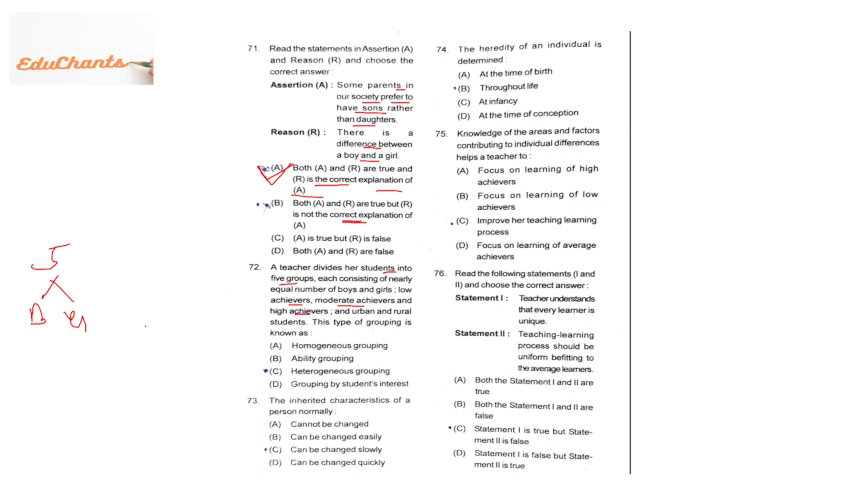 EduChants
71. Read the statements in Assertion (A)
and Reason (R) and choose the
correct answer :
Assertion (A) : Some parents in
our society prefer to
have sons rather
than daughters.
Reason (R) : There is a
difference between
a boy and a girl.
(A) Both (A) and (R) are true and
(R) is the correct explanation of
(A)
(B) Both (A) and (R) are true but (R)
is not the correct explanation of
(A)
(C) (A) is true but (R) is false
(D) Both (A) and (R) are false
72. A teacher divides her students into
five groups, each consisting of nearly
equal number of boys and girls ; low
achievers, moderate achievers and
high achievers ; and urban and rural
students. This type of grouping is
known as :
(A) Homogeneous grouping
(B) Ability grouping
(C) Heterogeneous grouping
(D) Grouping by student's interest
73. The inherited characteristics of a
person normally :
(A) Cannot be changed
(B) Can be changed easily
(C) Can be changed slowly
(D) Can be changed quickly
74. The heredity of an individual is
determined :
(A) At the time of birth
(B) Throughout life
(C) At infancy
(D) At the time of conception
75. Knowledge of the areas and factors
contributing to individual differences
helps a teacher to :
(A) Focus on learning of high
achievers
(B) Focus on learning of low
achievers
(C) Improve her teaching learning
process
(D) Focus on learning of average
achievers
76. Read the following statements (I and
II) and choose the correct answer :
Statement I : Teacher understands
that every learner is
unique.
Statement II : Teaching-learning
process should be
uniform befitting to
the average learners.
(A) Both the Statement I and II are
true
(B) Both the Statement I and II are
false
(C) Statement I is true but State-
ment II is false
(D) Statement I is false but State-
ment II is true
5